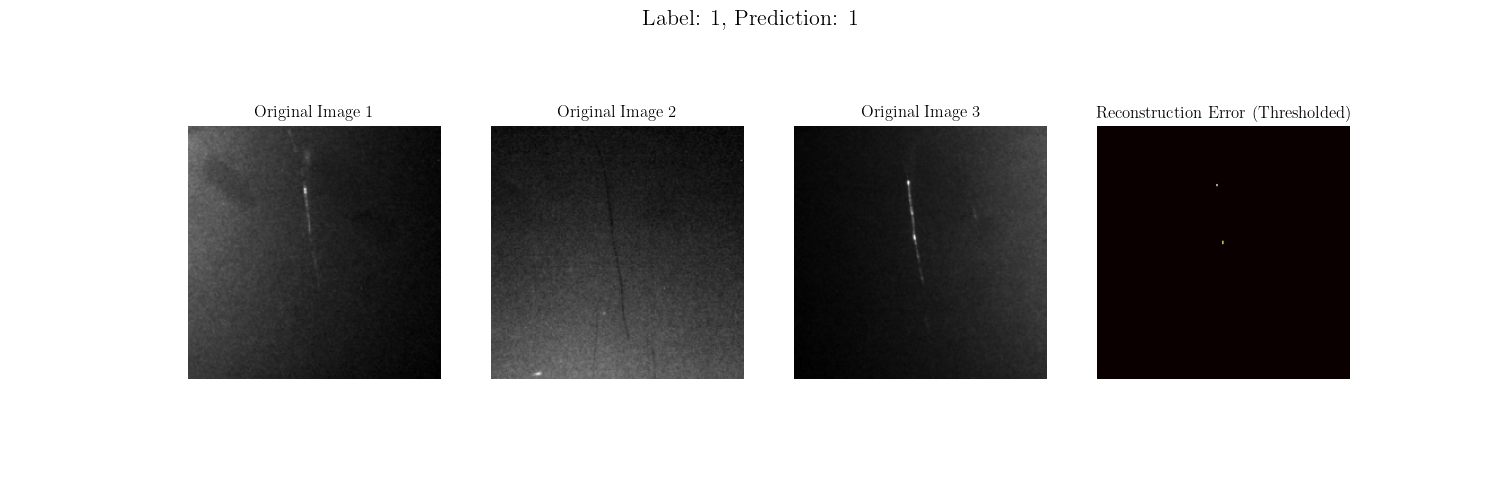 Label: 1, Prediction: 1
Original Image 1
Original Image 2
Original Image 3
Reconstruction Error (Thresholded)